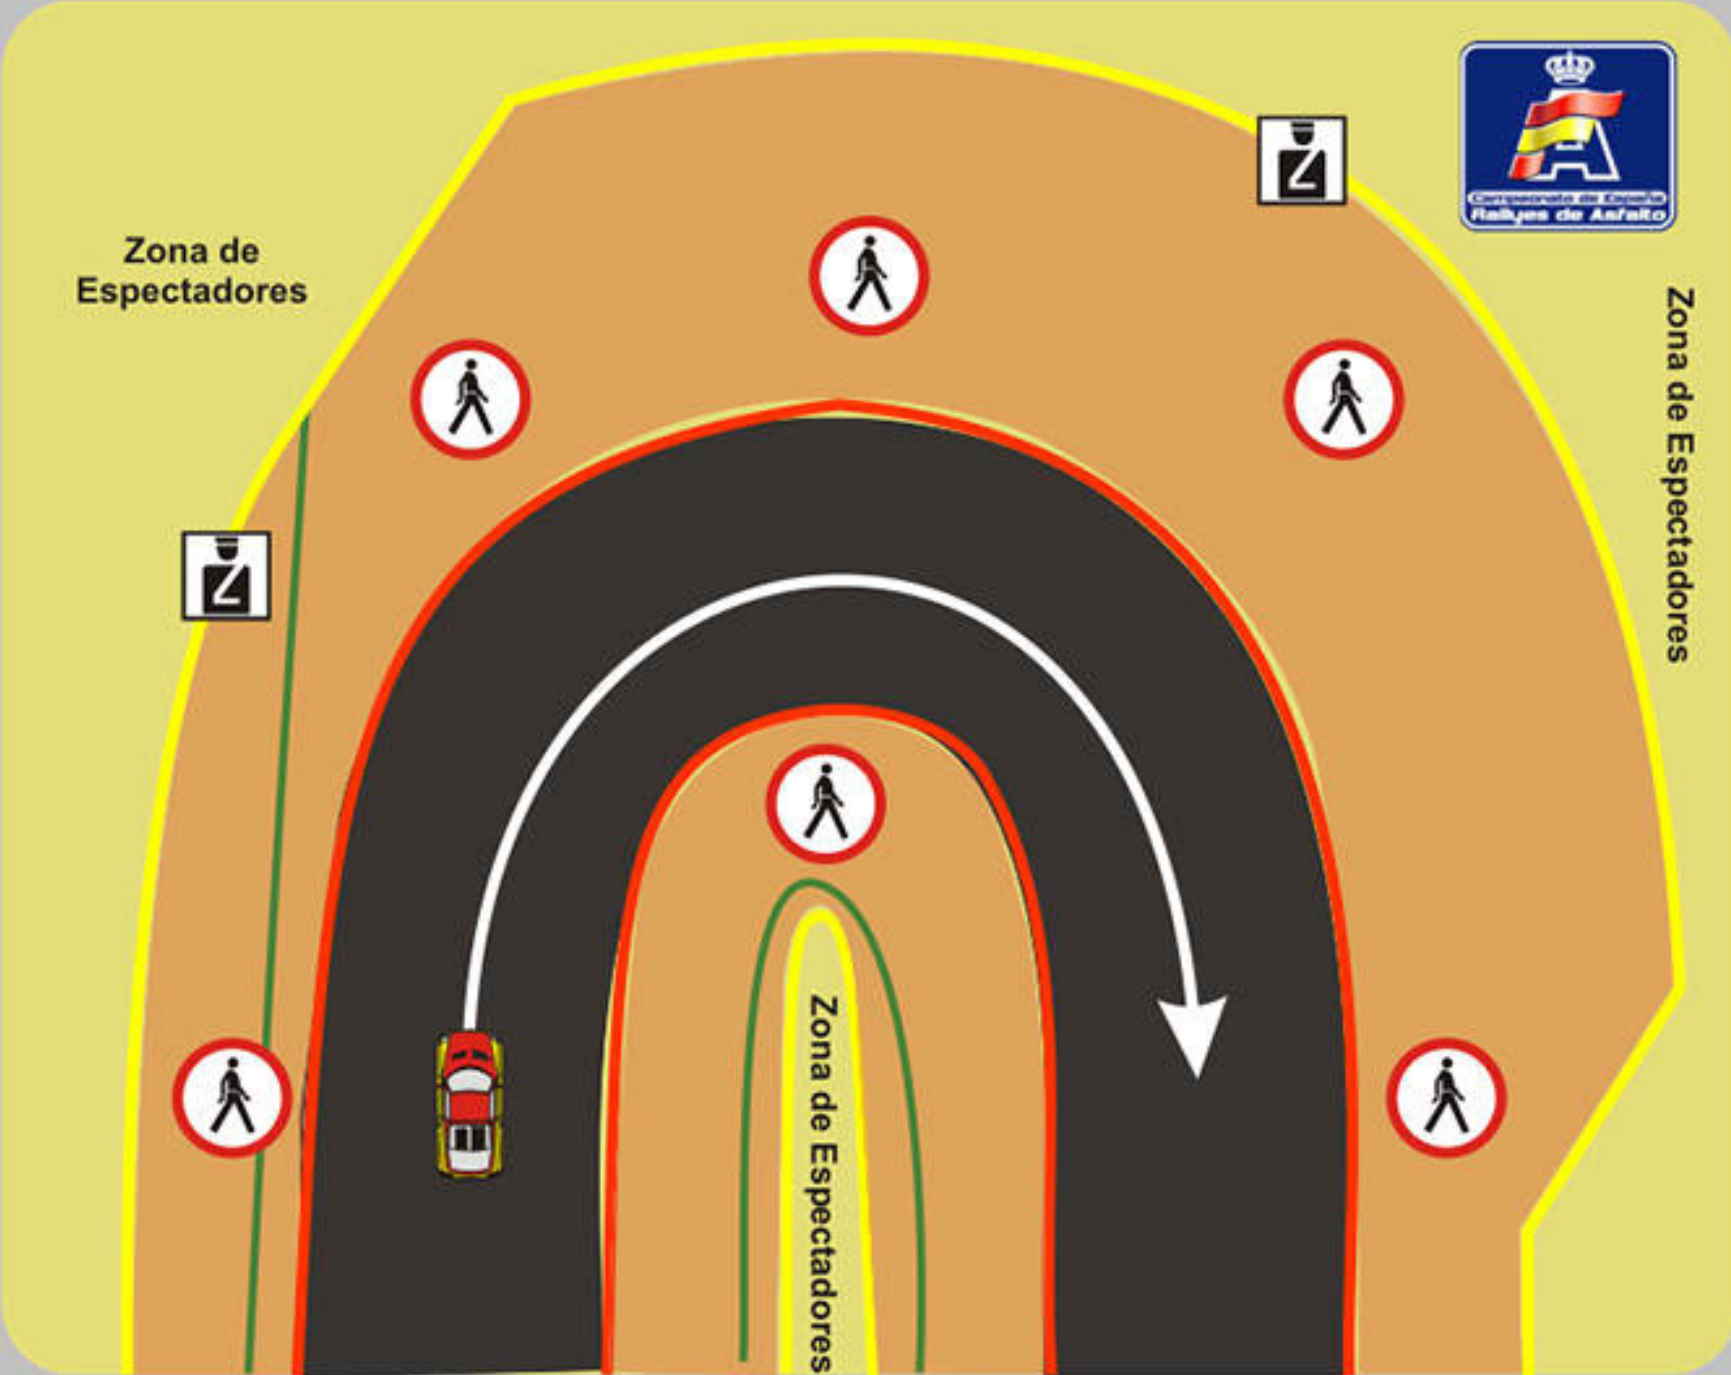 Zona de
Espectadores
A
Campeonato de España
Rallyes de Asfalto
Zona de Espectadores
Zona de Espectadores